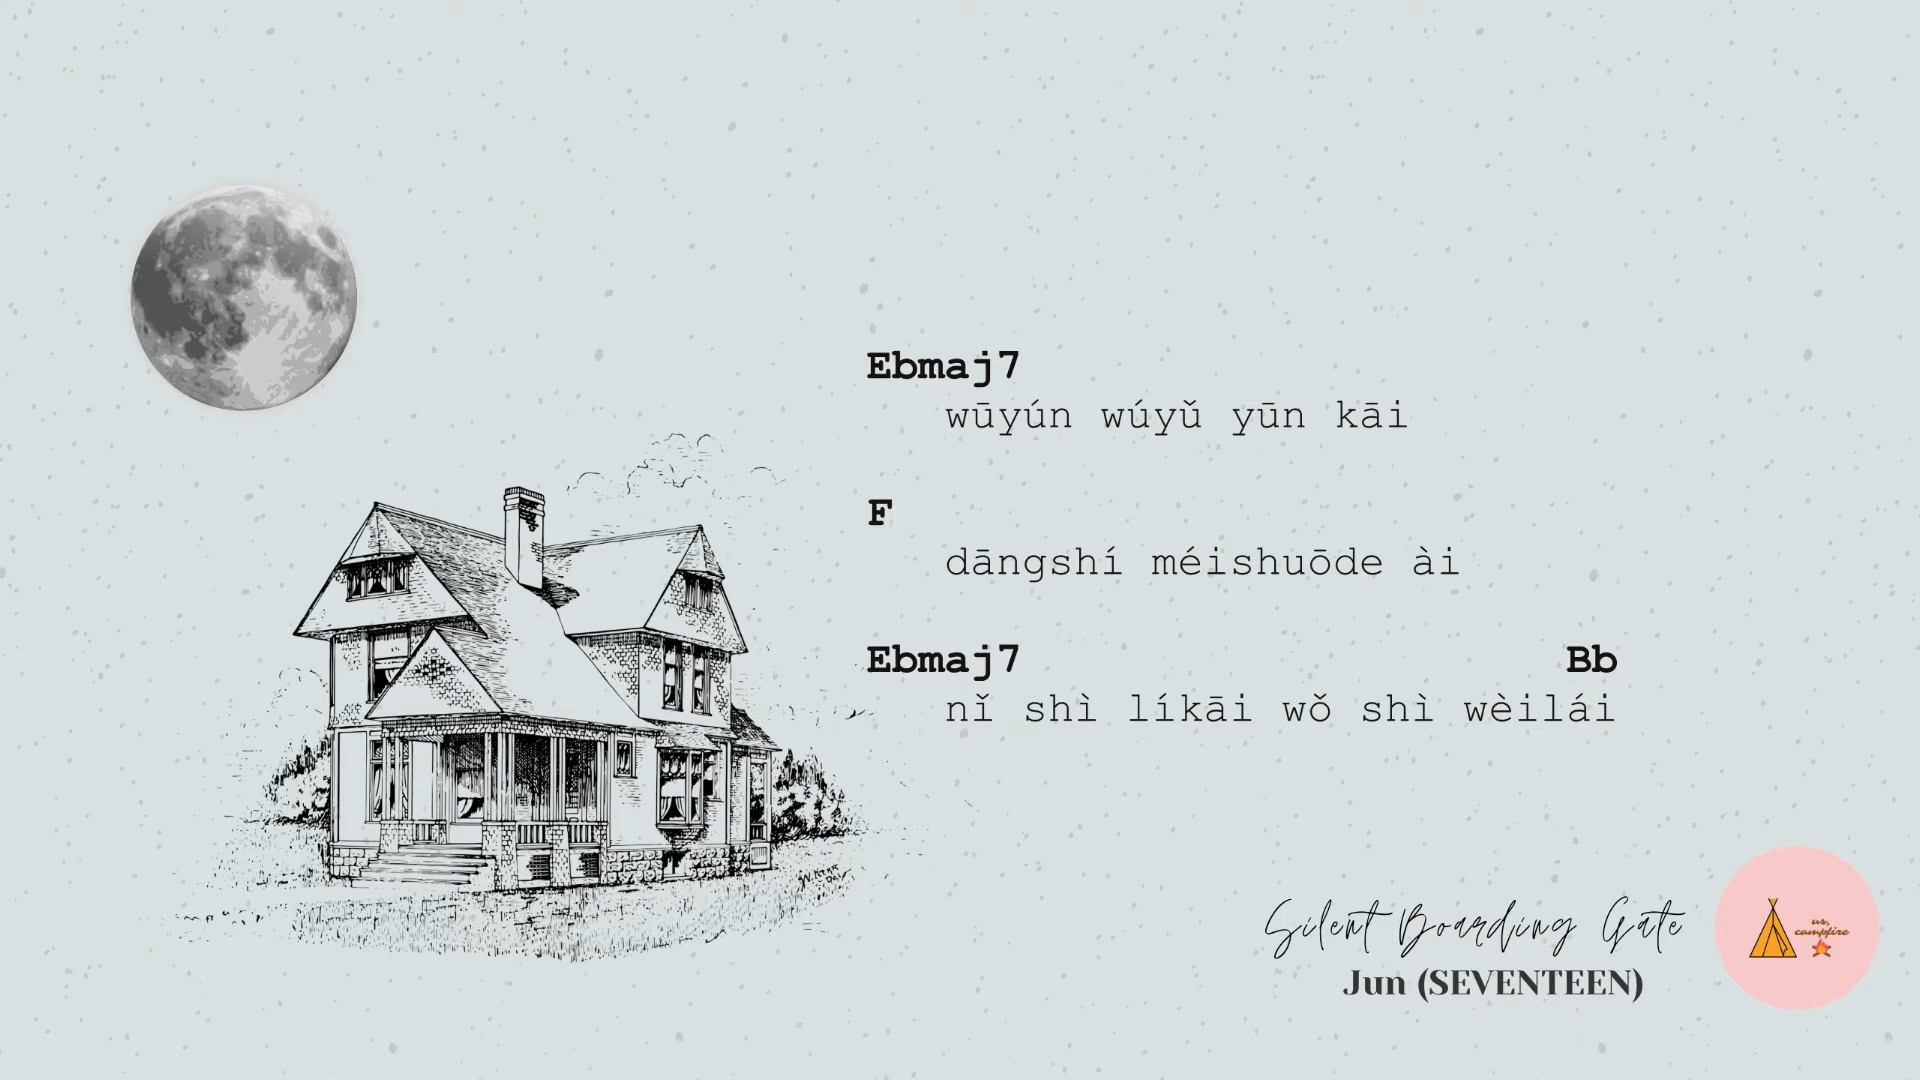 Ebmaj7
wūyún wúyǔ yūn kāi
F
dāngshí méishuōde ài
Ebmaj7 Bb
nǐ shì líkāi wǒ shì wèilái
Silent Boarding Gate
Jun (SEVENTEEN)
us,
campfire